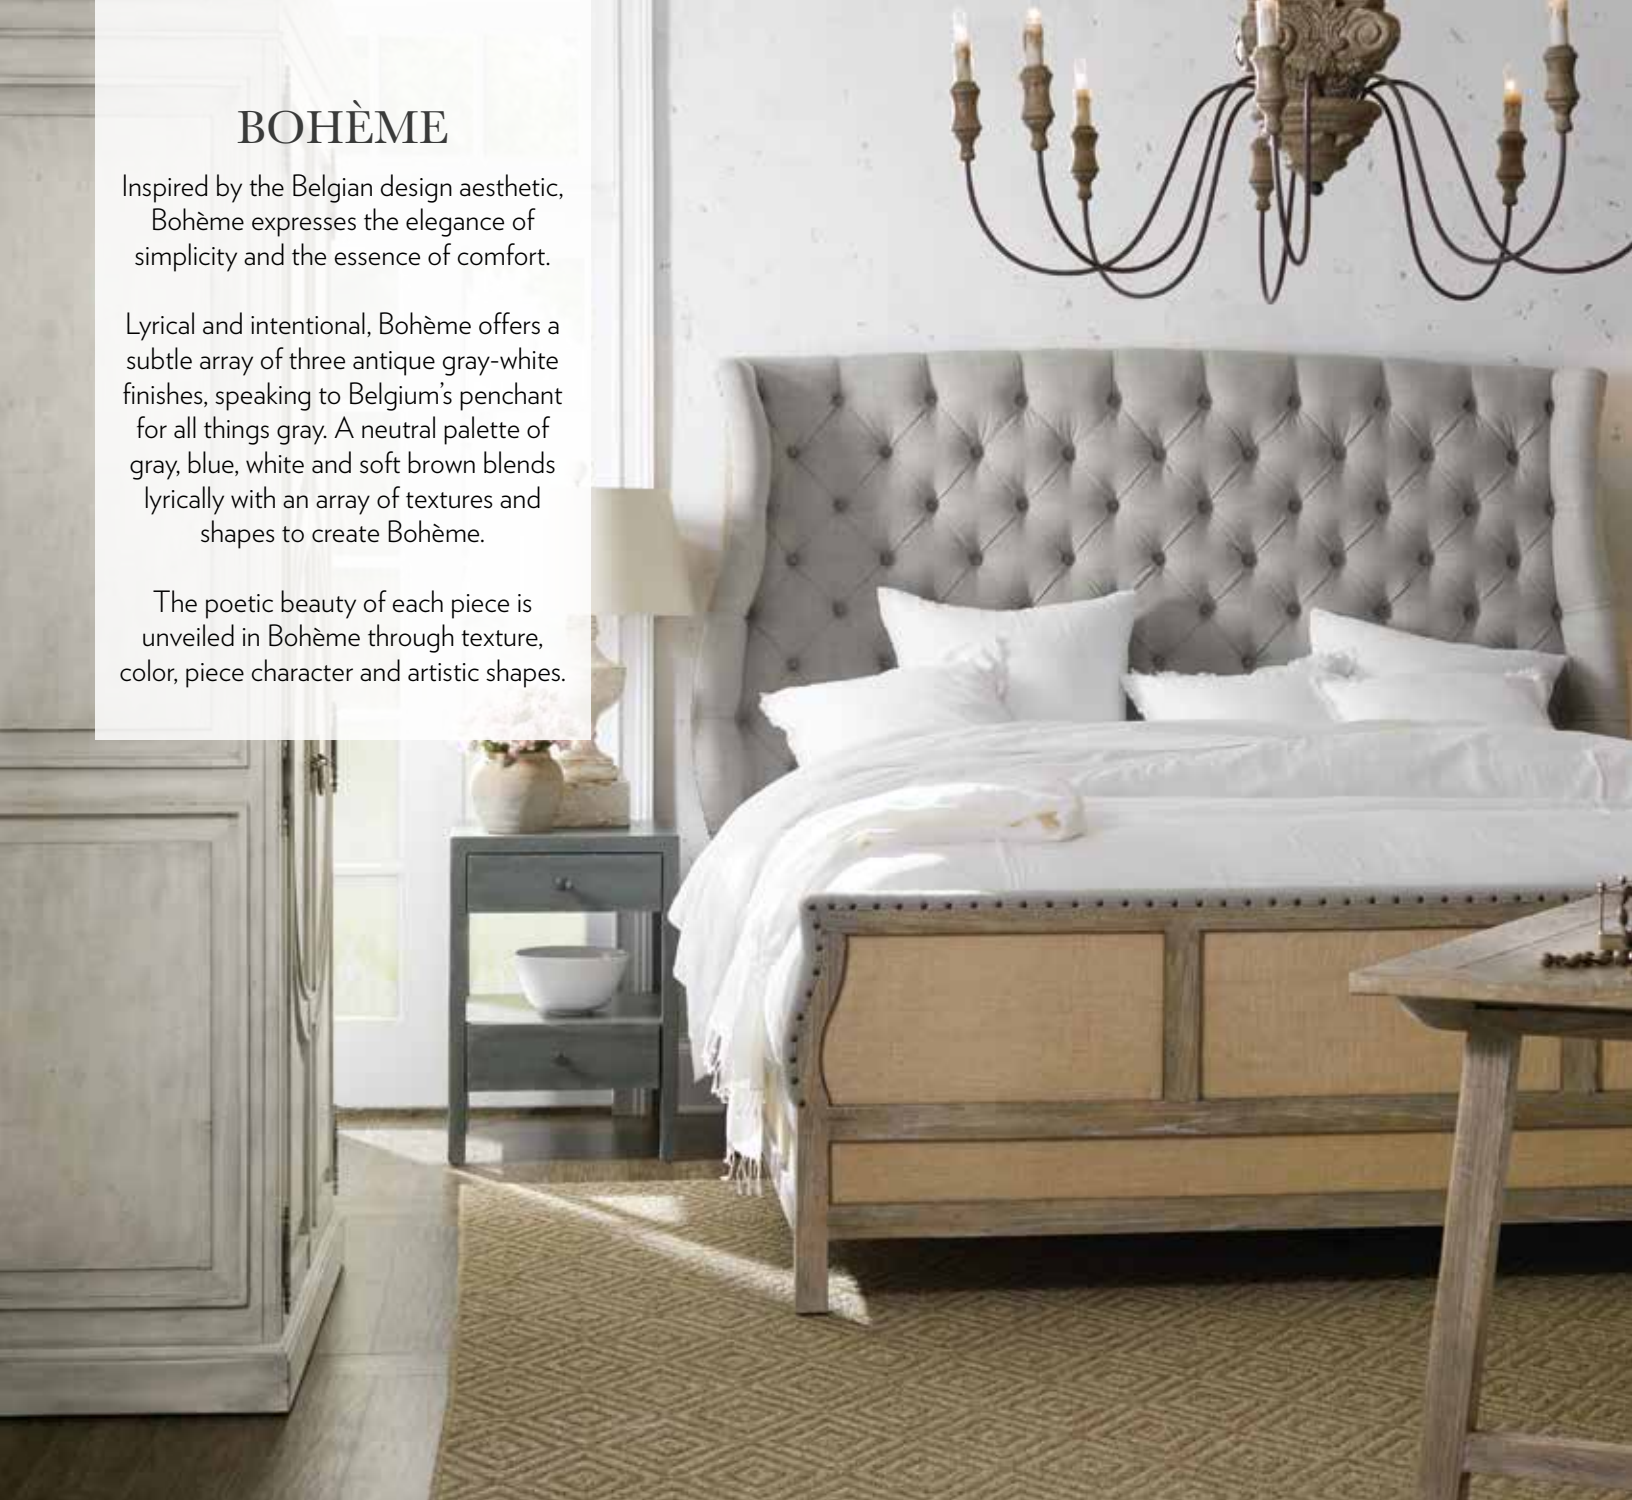 BOHÈME
Inspired by the Belgian design aesthetic,
Bohème expresses the elegance of
simplicity and the essence of comfort.
Lyrical and intentional, Bohème offers a
subtle array of three antique gray-white
finishes, speaking to Belgium’s penchant
for all things gray. A neutral palette of
gray, blue, white and soft brown blends
lyrically with an array of textures and
shapes to create Bohème.
The poetic beauty of each piece is
unveiled in Bohème through texture,
color, piece character and artistic shapes.